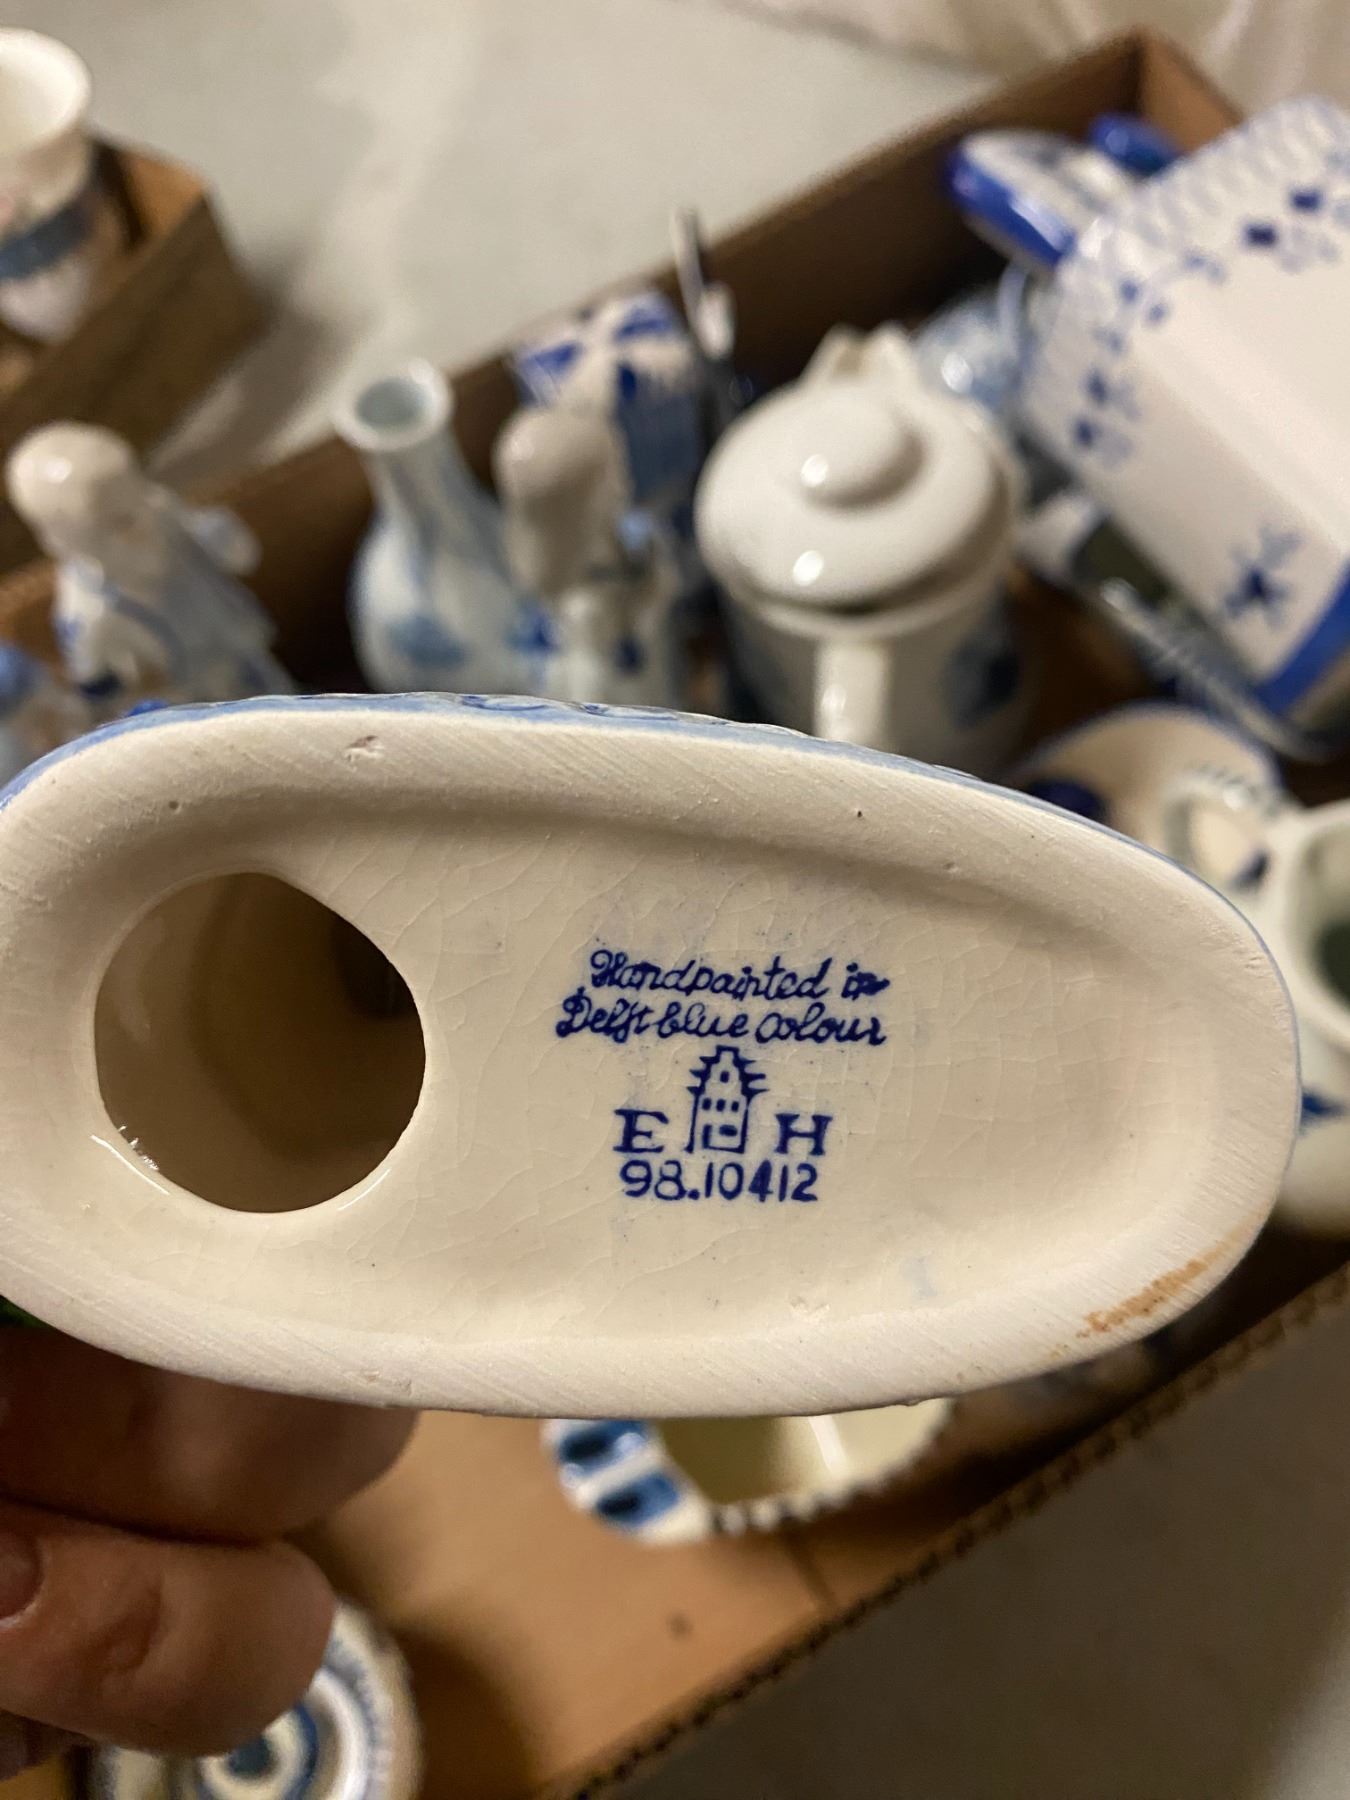 Handpainted in
Delft blue colour
E H
98.10412